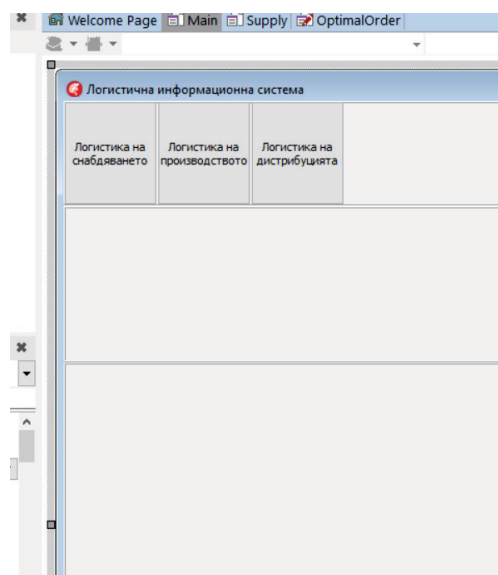 Welcome Page Main Supply OptimalOrder
Логистична информационна система
Логистика на снабдяването
Логистика на производството
Логистика на дистрибуцията